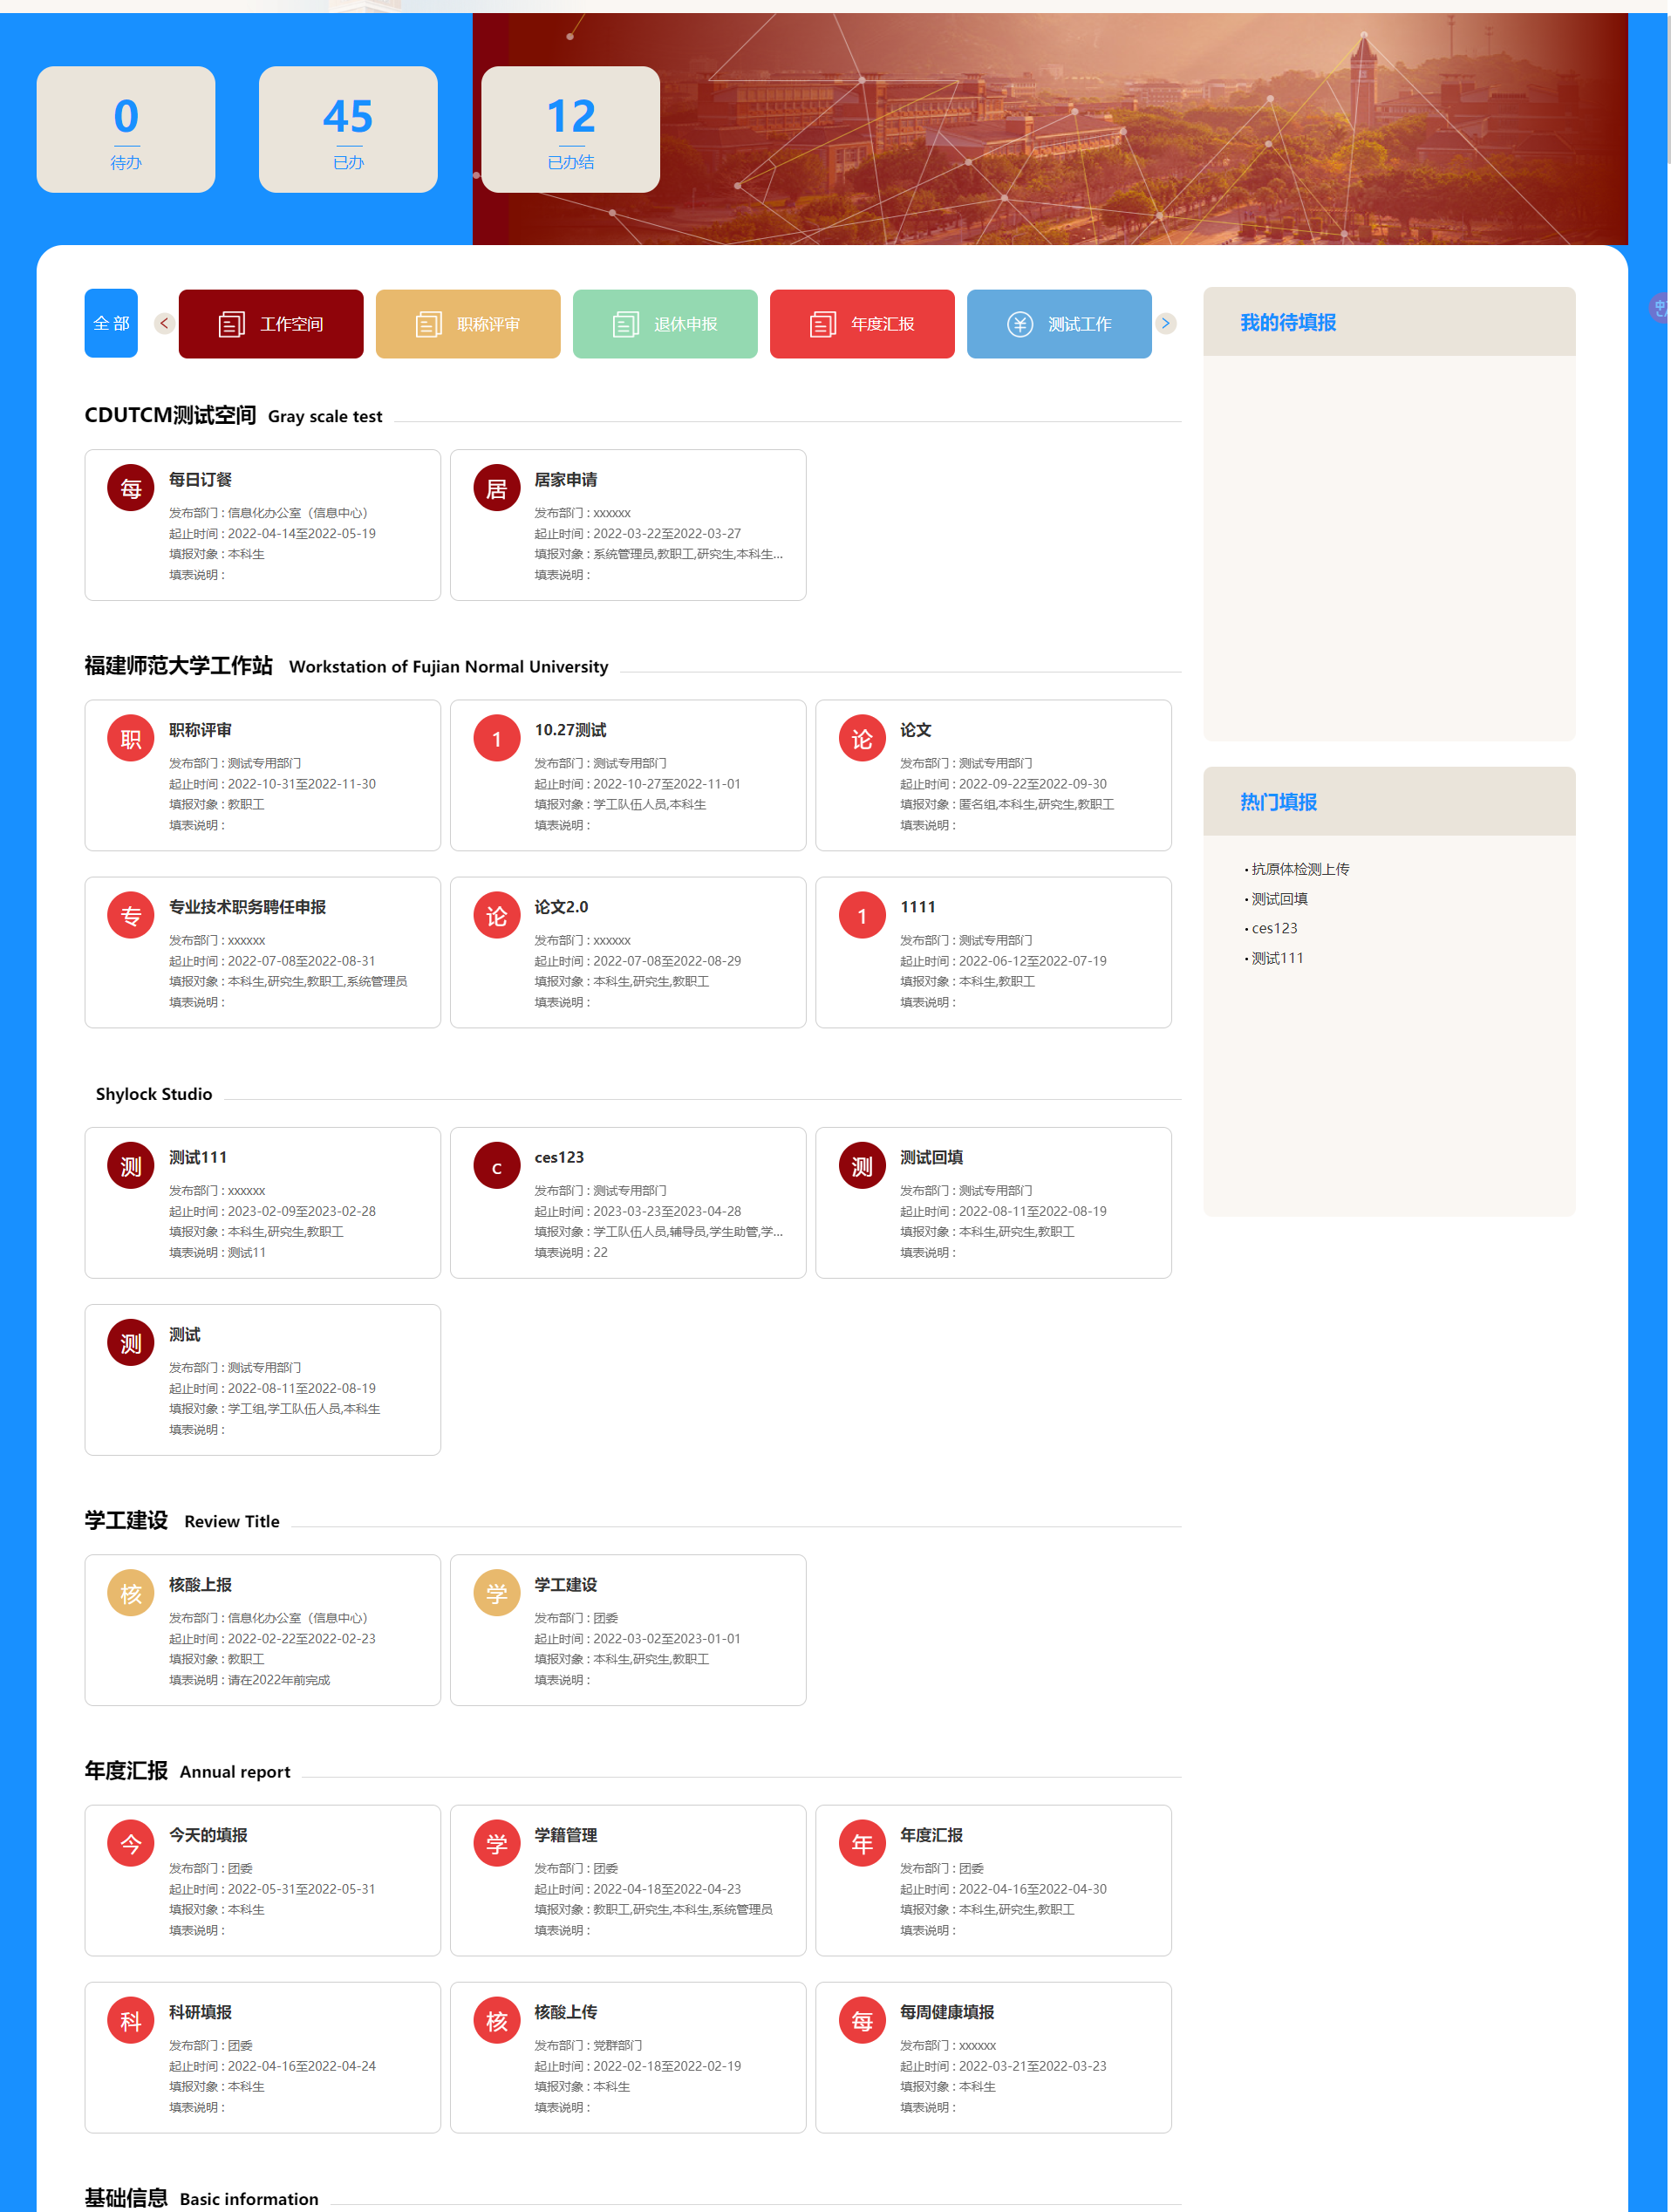 0
待办
45
已办
12
已办结
全 部
工作空间
职称评审
退休申报
年度汇报
测试工作
CDUTCM测试空间 Gray scale test
每
每日订餐
发布部门 : 信息化办公室（信息中心）
起止时间 : 2022-04-14至2022-05-19
填报对象 : 本科生
填表说明 :
居
居家申请
发布部门 : xxxxxx
起止时间 : 2022-03-22至2022-03-27
填报对象 : 系统管理员,教职工,研究生,本科生...
填表说明 :
福建师范大学工作站 Workstation of Fujian Normal University
职
职称评审
发布部门 : 测试专用部门
起止时间 : 2022-10-31至2022-11-30
填报对象 : 教职工
填表说明 :
1
10.27测试
发布部门 : 测试专用部门
起止时间 : 2022-10-27至2022-11-01
填报对象 : 学工队伍人员,本科生
填表说明 :
论
论文
发布部门 : 测试专用部门
起止时间 : 2022-09-22至2022-09-30
填报对象 : 匿名组,本科生,研究生,教职工
填表说明 :
专
专业技术职务聘任申报
发布部门 : xxxxxx
起止时间 : 2022-07-08至2022-08-31
填报对象 : 本科生,研究生,教职工,系统管理员
填表说明 :
论
论文2.0
发布部门 : xxxxxx
起止时间 : 2022-07-08至2022-08-29
填报对象 : 本科生,研究生,教职工
填表说明 :
1
1111
发布部门 : 测试专用部门
起止时间 : 2022-06-12至2022-07-19
填报对象 : 本科生,教职工
填表说明 :
Shylock Studio
测
测试111
发布部门 : xxxxxx
起止时间 : 2023-02-09至2023-02-28
填报对象 : 本科生,研究生,教职工
填表说明 : 测试11
c
ces123
发布部门 : 测试专用部门
起止时间 : 2023-03-23至2023-04-28
填报对象 : 学工队伍人员,辅导员,学生助管,学...
填表说明 : 22
测
测试回填
发布部门 : 测试专用部门
起止时间 : 2022-08-11至2022-08-19
填报对象 : 本科生,研究生,教职工
填表说明 :
测
测试
发布部门 : 测试专用部门
起止时间 : 2022-08-11至2022-08-19
填报对象 : 学工组,学工队伍人员,本科生
填表说明 :
学工建设 Review Title
核
核酸上报
发布部门 : 信息化办公室（信息中心）
起止时间 : 2022-02-22至2022-02-23
填报对象 : 教职工
填表说明 : 请在2022年前完成
学
学工建设
发布部门 : 团委
起止时间 : 2022-03-02至2023-01-01
填报对象 : 本科生,研究生,教职工
填表说明 :
年度汇报 Annual report
今
今天的填报
发布部门 : 团委
起止时间 : 2022-05-31至2022-05-31
填报对象 : 本科生
填表说明 :
学
学籍管理
发布部门 : 团委
起止时间 : 2022-04-18至2022-04-23
填报对象 : 教职工,研究生,本科生,系统管理员
填表说明 :
年
年度汇报
发布部门 : 团委
起止时间 : 2022-04-16至2022-04-30
填报对象 : 本科生,研究生,教职工
填表说明 :
科
科研填报
发布部门 : 团委
起止时间 : 2022-04-16至2022-04-24
填报对象 : 本科生
填表说明 :
核
核酸上传
发布部门 : 党群部门
起止时间 : 2022-02-18至2022-02-19
填报对象 : 本科生
填表说明 :
每
每周健康填报
发布部门 : xxxxxx
起止时间 : 2022-03-21至2022-03-23
填报对象 : 本科生
填表说明 :
基础信息 Basic information
我的待填报
热门填报
• 抗原体检测上传
• 测试回填
• ces123
• 测试111